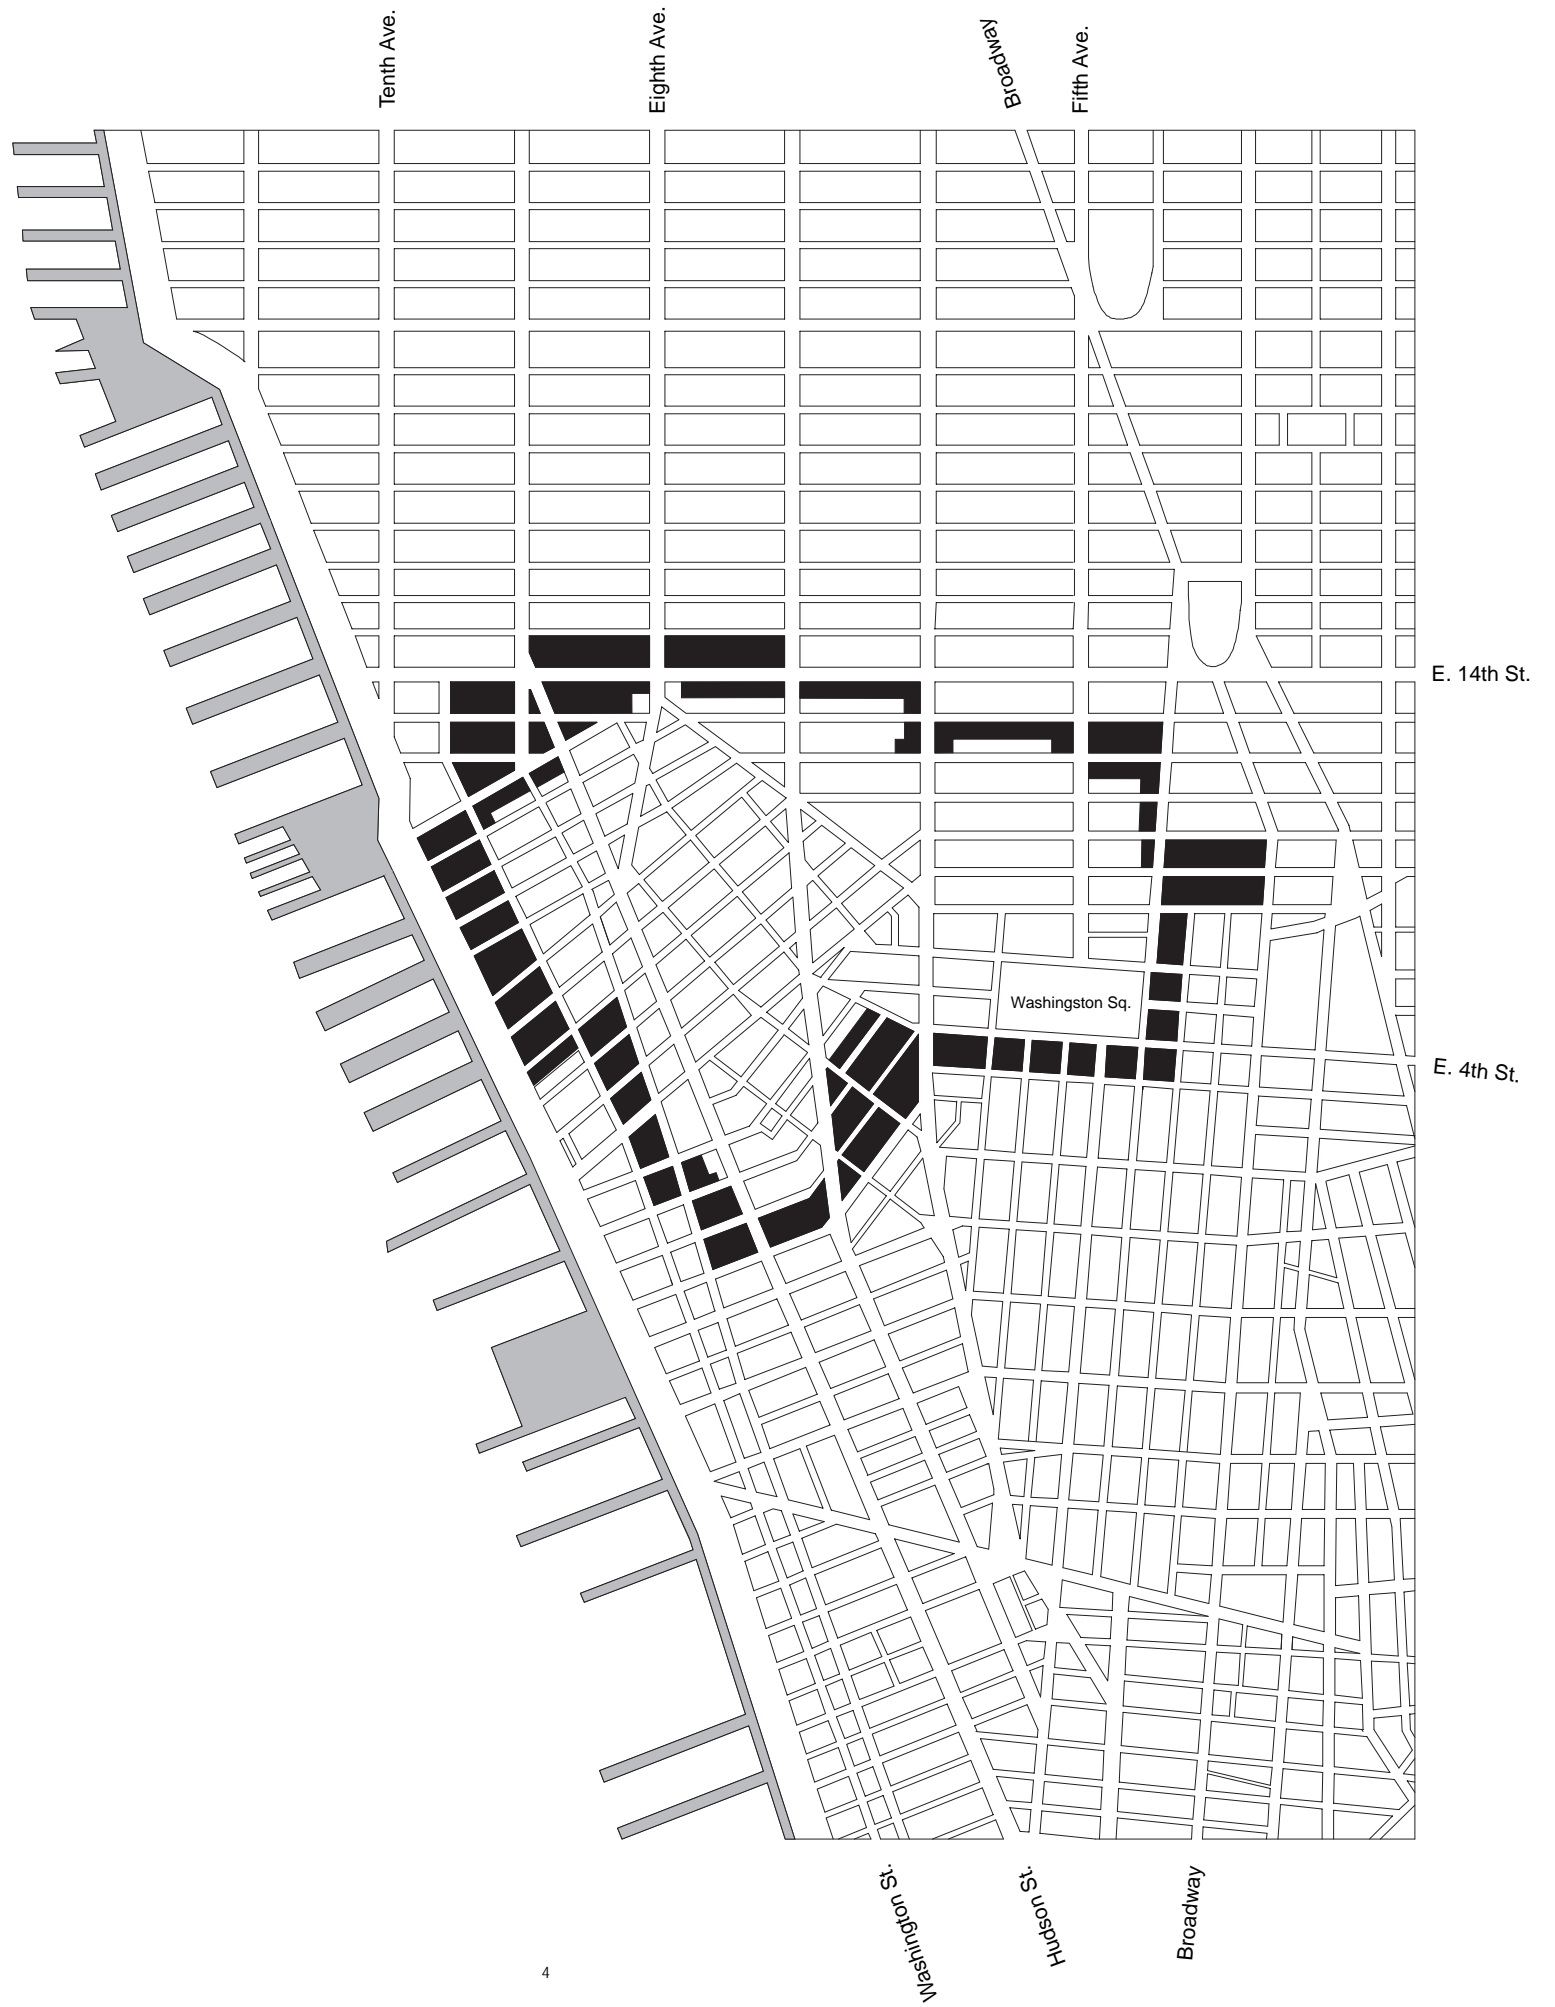 Tenth Ave.
Eighth Ave.
Broadway
Fifth Ave.
E. 14th St.
Washingston Sq.
E. 4th St.
Washington St.
Hudson St.
Broadway
4